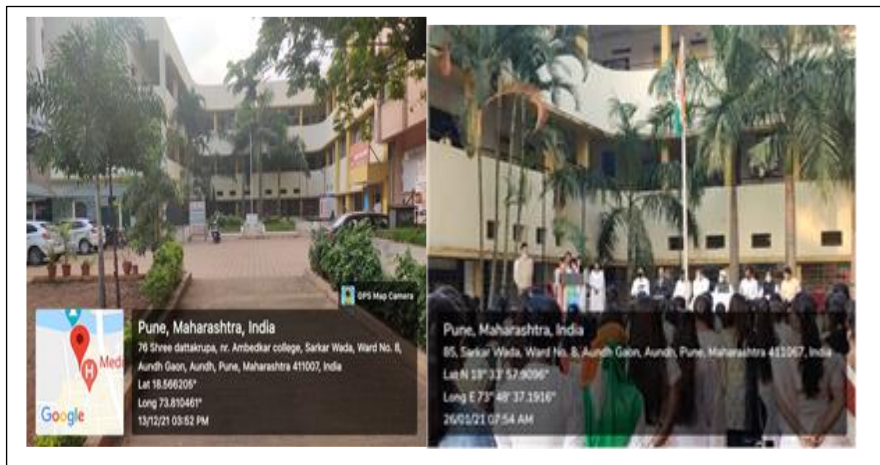 GPS Map Camera
Pune, Maharashtra, India
76 Shree dattakrupa, nr. Ambedkar college, Sarkar Wada, Ward No. 8,
Aundh Gaon, Aundh, Pune, Maharashtra 411007, India
Lat 18.566205°
Long 73.810461°
13/12/21 03:52 PM
Medi
H
Google
Pune, Maharashtra, India
85, Sarkar Wada, Ward No. 8, Aundh Gaon, Aundh, Pune, Maharashtra 411067, India
Lat N 18° 33' 57.9096"
Long E 73° 48' 37.1916"
26/01/21 07:54 AM